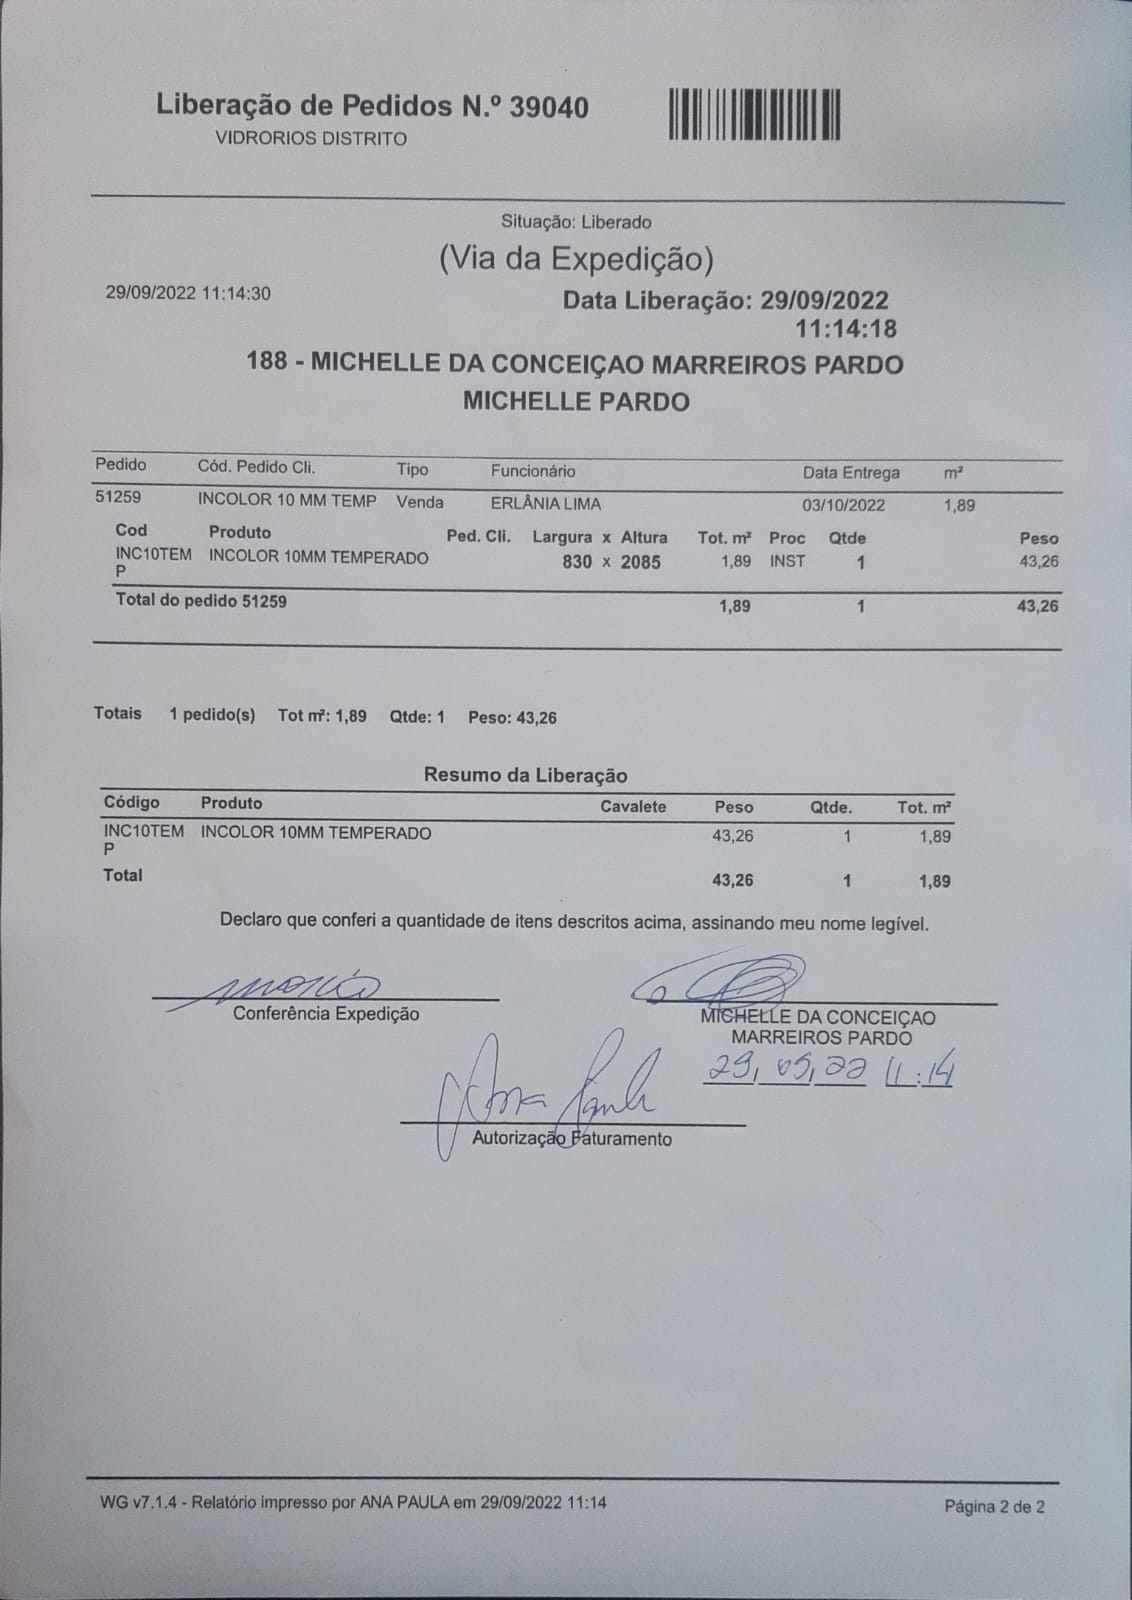 Liberação de Pedidos N.º 39040
VIDRORIOS DISTRITO
Situação: Liberado
(Via da Expedição)
29/09/2022 11:14:30
Data Liberação: 29/09/2022
11:14:18
188 - MICHELLE DA CONCEIÇAO MARREIROS PARDO
MICHELLE PARDO
Pedido Cód. Pedido Cli. Tipo Funcionário Data Entrega m²
51259 INCOLOR 10 MM TEMP Venda ERLÂNIA LIMA 03/10/2022 1,89
Cod Produto Ped. Cli. Largura x Altura Tot. m² Proc Qtde Peso
INC10TEM INCOLOR 10MM TEMPERADO 830 x 2085 1,89 INST 1 43,26
P
Total do pedido 51259 1,89 1 43,26
Totais 1 pedido(s) Tot m²: 1,89 Qtde: 1 Peso: 43,26
Resumo da Liberação
Código Produto Cavalete Peso Qtde. Tot. m²
INC10TEM INCOLOR 10MM TEMPERADO 43,26 1 1,89
P
Total 43,26 1 1,89
Declaro que conferi a quantidade de itens descritos acima, assinando meu nome legível.
Conferência Expedição
MICHELLE DA CONCEIÇAO
MARREIROS PARDO
29, 09, 22 11:14
Ana Paula
Autorização Faturamento
WG v7.1.4 - Relatório impresso por ANA PAULA em 29/09/2022 11:14
Página 2 de 2